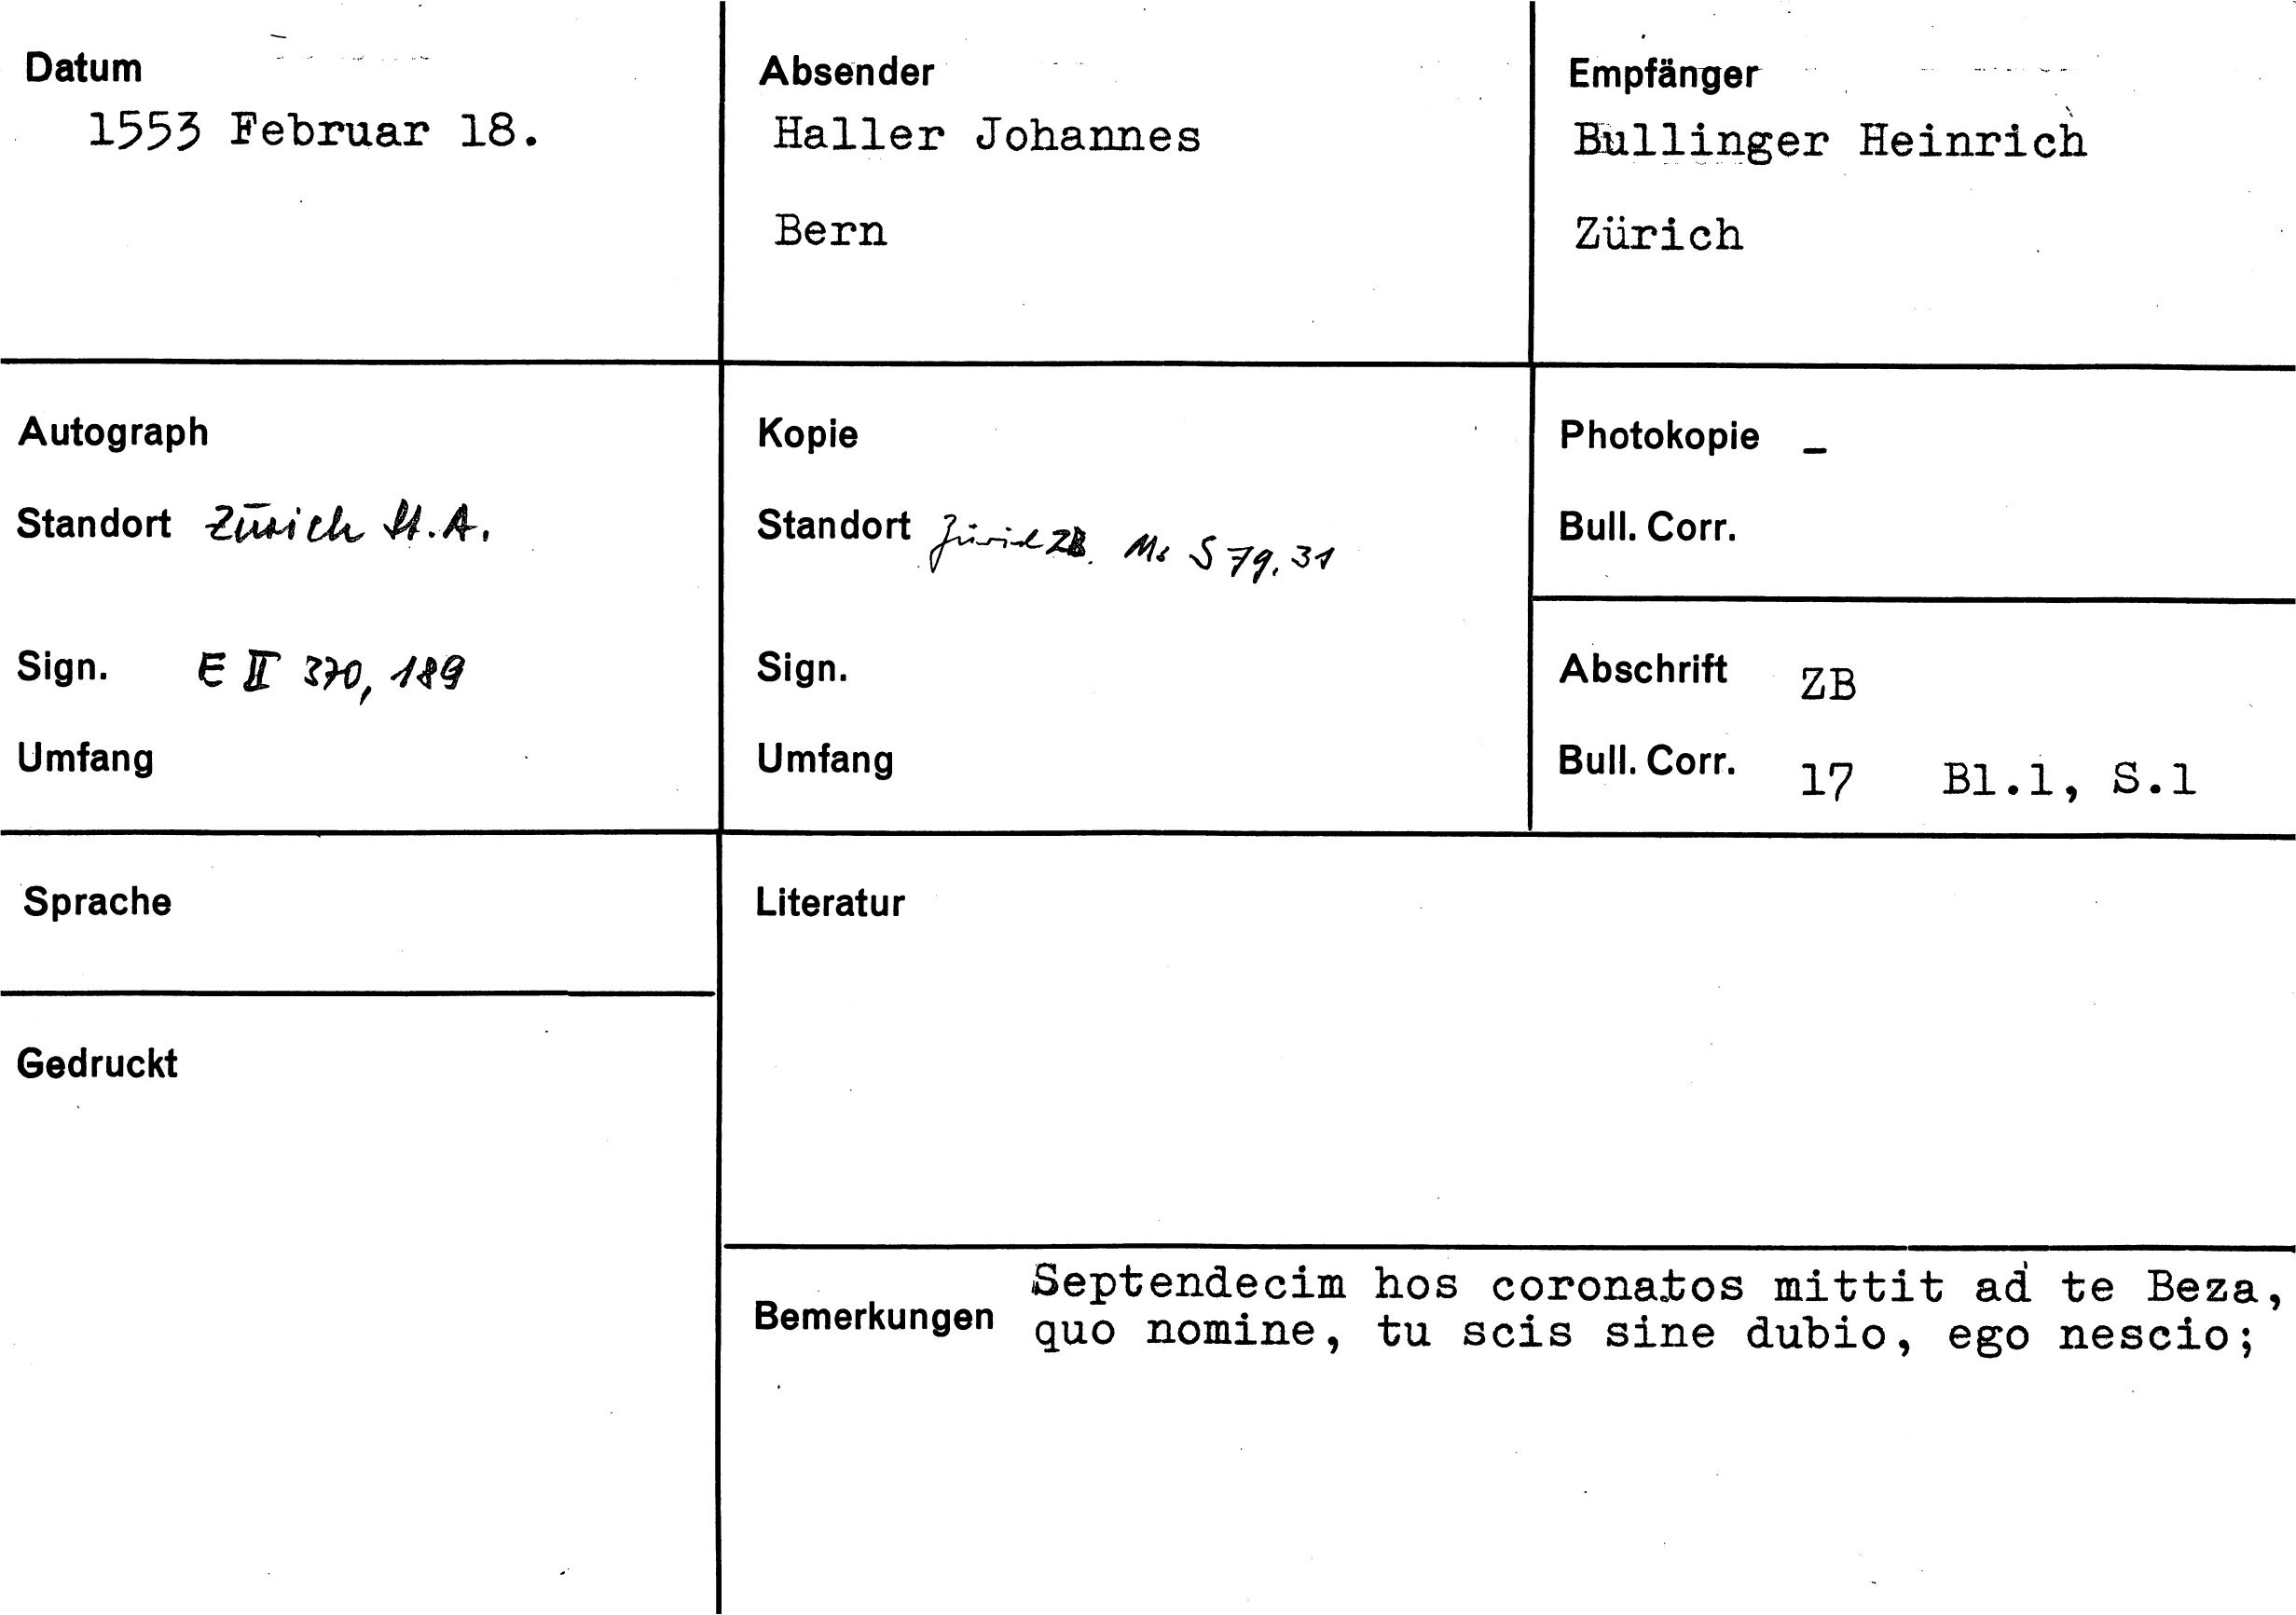 Datum
1553 Februar 18.
Absender
Haller Johannes
Bern
Empfänger
Bullinger Heinrich
Zürich
Autograph
Standort Zürich St.A.
Sign. E II 370, 189
Umfang
Kopie
Standort Zürich ZB. Ms S 79, 31
Sign.
Umfang
Photokopie –
Bull. Corr.
Abschrift ZB
Bull. Corr. 17 Bl.1, S.1
Sprache
Gedruckt
Literatur
Bemerkungen
Septendecim hos coronatos mittit ad te Beza,
quo nomine, tu scis sine dubio, ego nescio;